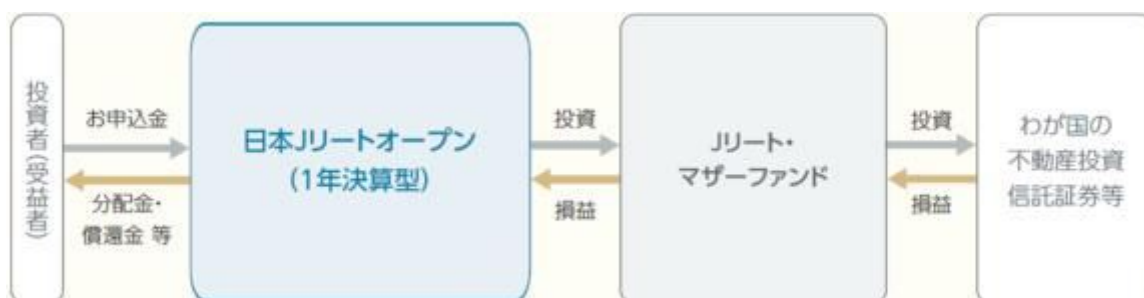 投資者(受益者)
お申込金
分配金・
償還金 等
日本Jリートオープン
(1年決算型)
投資
損益
Jリート・
マザーファンド
投資
損益
わが国の
不動産投資
信託証券等